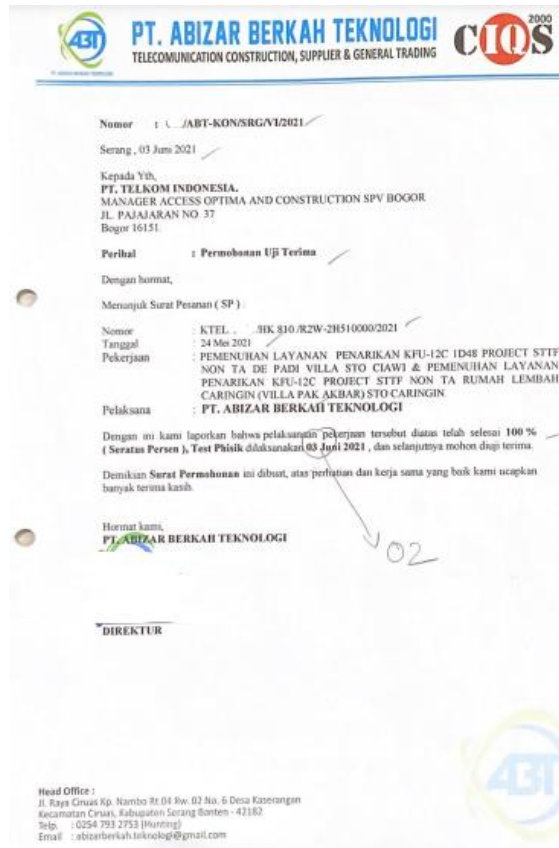 ABT
PT. ABIZAR BERKAH TEKNOLOGI
TELECOMUNICATION CONSTRUCTION, SUPPLIER & GENERAL TRADING
CIQS 2000
PT. ABIZAR BERKAH TEKNOLOGI
Nomor : /ABT-KON/SRG/VI/2021
Serang , 03 Juni 2021
Kepada Yth,
PT. TELKOM INDONESIA.
MANAGER ACCESS OPTIMA AND CONSTRUCTION SPV BOGOR
JL. PAJAJARAN NO. 37
Bogor 16151
Perihal : Permohonan Uji Terima
Dengan hormat,
Menunjuk Surat Pesanan ( SP ) :
Nomor : KTEL . /HK 810 /R2W-2H510000/2021
Tanggal : 24 Mei 2021
Pekerjaan : PEMENUHAN LAYANAN PENARIKAN KFU-12C 1D48 PROJECT STTF
NON TA DE PADI VILLA STO CIAWI & PEMENUHAN LAYANAN
PENARIKAN KFU-12C PROJECT STTF NON TA RUMAH LEMBAH
CARINGIN (VILLA PAK AKBAR) STO CARINGIN
Pelaksana : PT. ABIZAR BERKAH TEKNOLOGI
Dengan ini kami laporkan bahwa pelaksanaan pekerjaan tersebut diatas telah selesai 100 %
( Seratus Persen ), Test Phisik dilaksanakan 03 Juni 2021 , dan selanjutnya mohon diuji terima.
Demikian Surat Permohonan ini dibuat, atas perhatian dan kerja sama yang baik kami ucapkan
banyak terima kasih.
Hormat kami,
PT. ABIZAR BERKAH TEKNOLOGI
02
DIREKTUR
ABT
Head Office :
Jl. Raya Ciruas Kp. Nambo Rt.04 Rw. 02 No. 6 Desa Kaserangan
Kecamatan Ciruas, Kabupaten Serang Banten - 42182
Telp. : 0254 793 2753 (Hunting)
Email : abizarberkah.teknologi@gmail.com